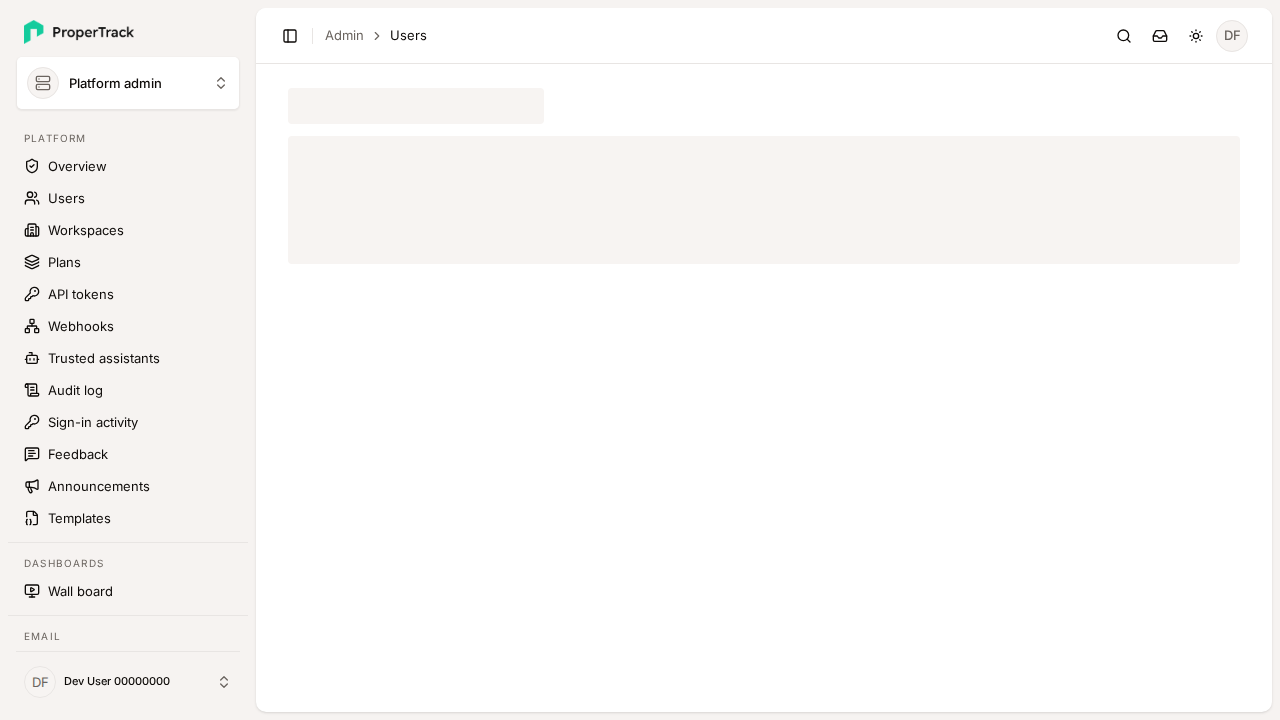 ProperTrack
Platform admin
PLATFORM
Overview
Users
Workspaces
Plans
API tokens
Webhooks
Trusted assistants
Audit log
Sign-in activity
Feedback
Announcements
Templates
DASHBOARDS
Wall board
EMAIL
DF Dev User 00000000
Admin > Users
DF